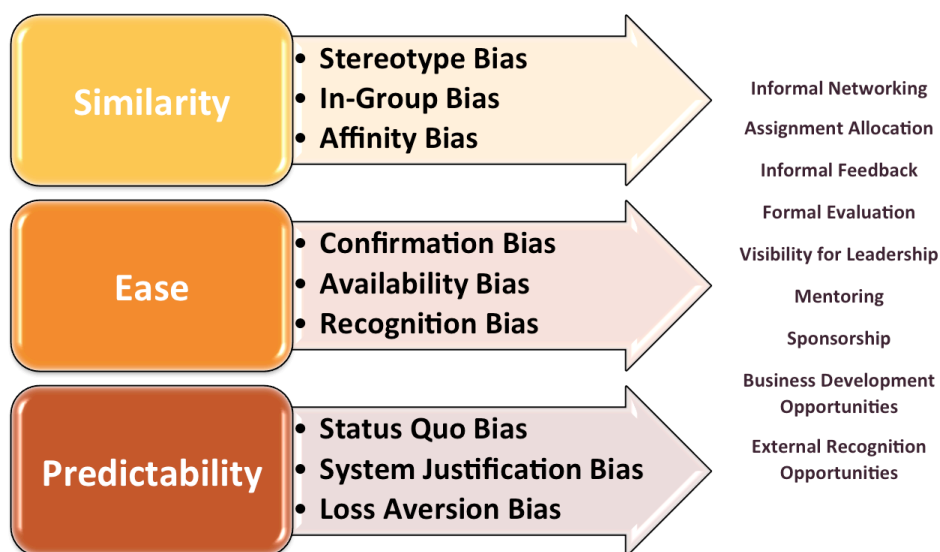 Similarity
• Stereotype Bias
• In-Group Bias
• Affinity Bias
Ease
• Confirmation Bias
• Availability Bias
• Recognition Bias
Predictability
• Status Quo Bias
• System Justification Bias
• Loss Aversion Bias
Informal Networking
Assignment Allocation
Informal Feedback
Formal Evaluation
Visibility for Leadership
Mentoring
Sponsorship
Business Development
Opportunities
External Recognition
Opportunities